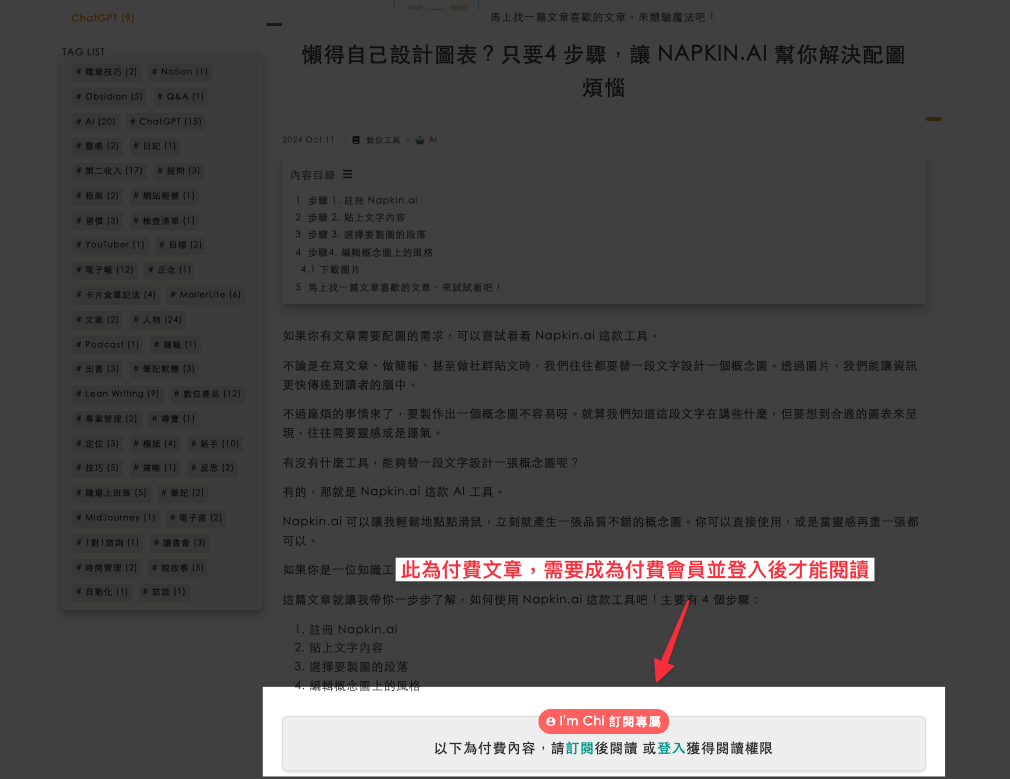 ChatGPT (9)
馬上找一篇文章喜歡的文章，來體驗魔法吧！
TAG LIST
# 職場技巧 (2) # Notion (1)
# Obsidian (5) # Q&A (1)
# AI (20) # ChatGPT (15)
# 靈感 (2) # 日記 (1)
# 第二收入 (17) # 提問 (3)
# 框架 (2) # 網站經營 (1)
# 習慣 (3) # 檢查清單 (1)
# YouTuber (1) # 目標 (2)
# 電子報 (12) # 正念 (1)
# 卡片盒筆記法 (4) # MailerLite (6)
# 文案 (2) # 人物 (24)
# Podcast (1) # 簡報 (1)
# 出書 (3) # 筆記軟體 (3)
# Lean Writing (9) # 數位產品 (12)
# 專案管理 (2) # 導覽 (1)
# 定位 (3) # 模版 (4) # 新手 (10)
# 技巧 (5) # 策略 (1) # 反思 (2)
# 職場上班族 (5) # 筆記 (2)
# MidJourney (1) # 電子書 (2)
# 1對1諮詢 (1) # 讀書會 (3)
# 時間管理 (2) # 說故事 (5)
# 自動化 (1) # 訪談 (1)
懶得自己設計圖表？只要4 步驟，讓 NAPKIN.AI 幫你解決配圖
煩惱
2024 Oct 11 | 數位工具 · AI
內容目錄
1 步驟 1. 註冊 Napkin.ai
2 步驟 2. 貼上文字內容
3 步驟 3. 選擇要製圖的段落
4 步驟4. 編輯概念圖上的風格
4.1 下載圖片
5 馬上找一篇文章喜歡的文章，來試試看吧！
如果你有文章需要配圖的需求，可以嘗試看看 Napkin.ai 這款工具。
不論是在寫文章、做簡報、甚至做社群貼文時，我們往往都要替一段文字設計一個概念圖。透過圖片，我們能讓資訊
更快傳達到讀者的腦中。
不過麻煩的事情來了，要製作出一個概念圖不容易呀。就算我們知道這段文字在講些什麼，但要想到合適的圖表來呈
現，往往需要靈感或是運氣。
有沒有什麼工具，能夠替一段文字設計一張概念圖呢？
有的，那就是 Napkin.ai 這款 AI 工具。
Napkin.ai 可以讓我輕鬆地點點滑鼠，立刻就產生一張品質不錯的概念圖。你可以直接使用，或是當靈感再畫一張都
可以。
如果你是一位知識工
此為付費文章，需要成為付費會員並登入後才能閱讀
這篇文章就讓我帶你一步步了解，如何使用 Napkin.ai 這款工具吧！主要有 4 個步驟：
1. 註冊 Napkin.ai
2. 貼上文字內容
3. 選擇要製圖的段落
4. 編輯概念圖上的風格
I'm Chi 訂閱專屬
以下為付費內容，請訂閱後閱讀 或登入獲得閱讀權限